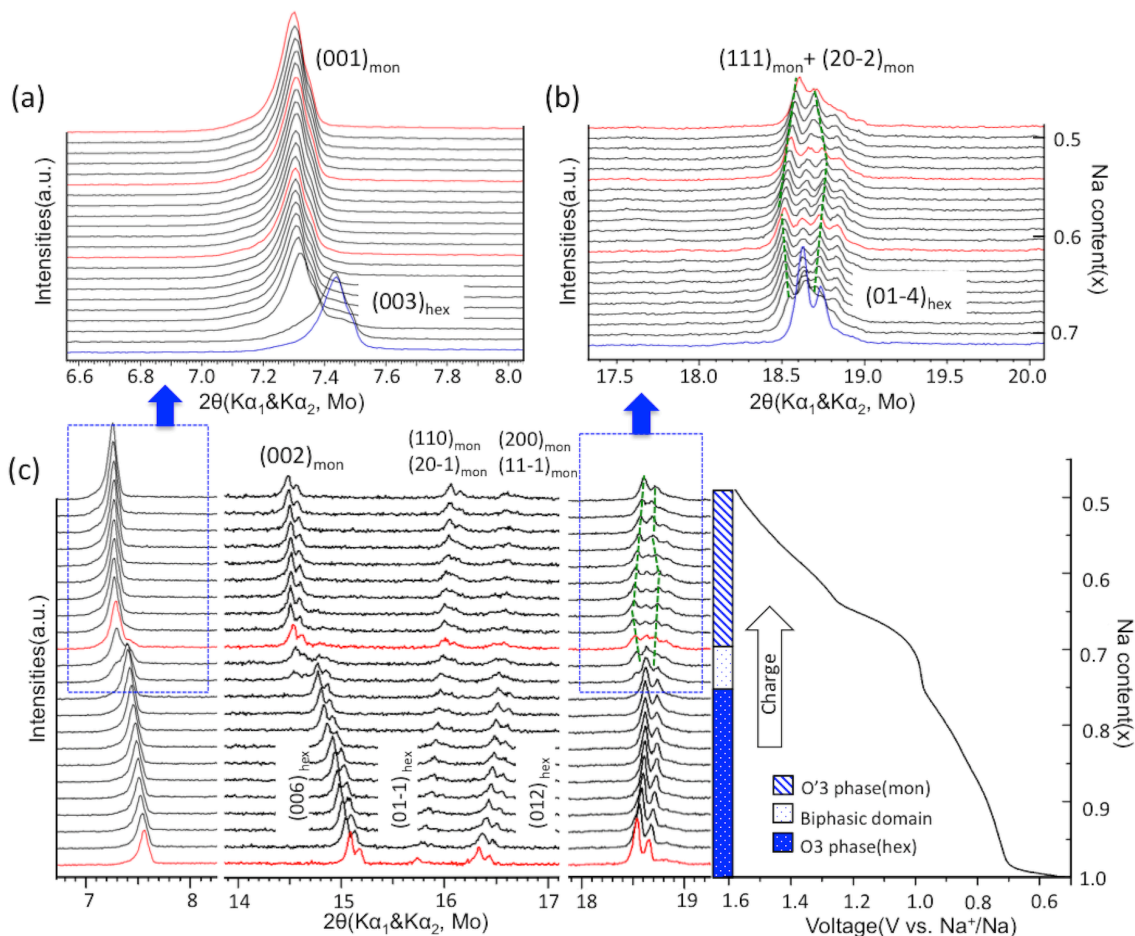 (a)
(001)mon
(003)hex
Intensities(a.u.)
6.6 6.8 7.0 7.2 7.4 7.6 7.8 8.0
2θ(Kα1&Kα2, Mo)
(b)
(111)mon+ (20-2)mon
(01-4)hex
Intensities(a.u.)
0.5
0.6
0.7
Na content(x)
17.5 18.0 18.5 19.0 19.5 20.0
2θ(Kα1&Kα2, Mo)
(c)
(002)mon
(110)mon
(20-1)mon
(200)mon
(11-1)mon
(006)hex
(01-1)hex
(012)hex
Intensities(a.u.)
7 8 14 15 16 17 18 19
2θ(Kα1&Kα2, Mo)
Charge
O’3 phase(mon)
Biphasic domain
O3 phase(hex)
0.5
0.6
0.7
0.8
0.9
1.0
Na content(x)
1.6 1.4 1.2 1.0 0.8 0.6
Voltage(V vs. Na+/Na)